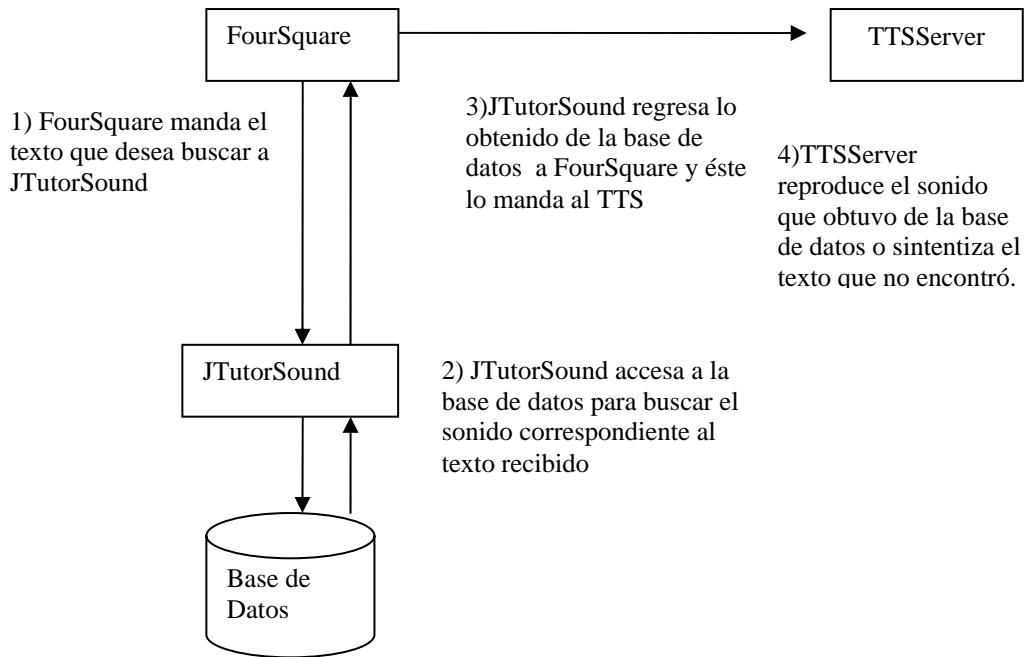 FourSquare
TTSServer
1) FourSquare manda el
texto que desea buscar a
JTutorSound
3)JTutorSound regresa lo
obtenido de la base de
datos a FourSquare y éste
lo manda al TTS
4)TTSServer
reproduce el sonido
que obtuvo de la base
de datos o sintentiza el
texto que no encontró.
JTutorSound
2) JTutorSound accesa a la
base de datos para buscar el
sonido correspondiente al
texto recibido
Base de
Datos